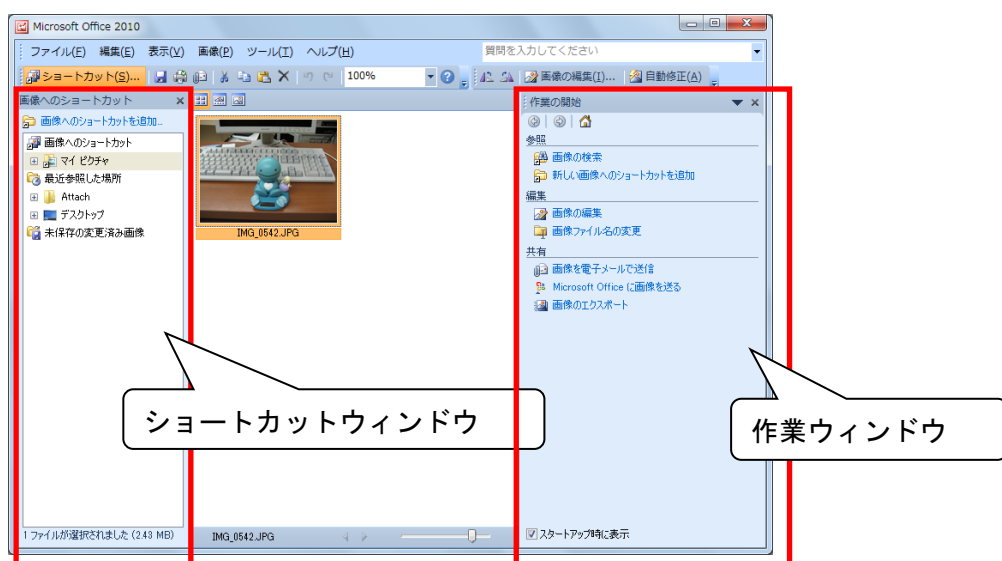 Microsoft Office 2010
ファイル(F) 編集(E) 表示(V) 画像(P) ツール(T) ヘルプ(H) 質問を入力してください
ショートカット(S)... 100% 画像の編集(I)... 自動修正(A)
画像へのショートカット
画像へのショートカットを追加...
画像へのショートカット
マイ ピクチャ
最近参照した場所
Attach
デスクトップ
未保存の変更済み画像
1 ファイルが選択されました (2.43 MB)
IMG_0542.JPG
IMG_0542.JPG
作業の開始
参照
画像の検索
新しい画像へのショートカットを追加
編集
画像の編集
画像ファイル名の変更
共有
画像を電子メールで送信
Microsoft Office に画像を送る
画像のエクスポート
スタートアップ時に表示
ショートカットウィンドウ
作業ウィンドウ